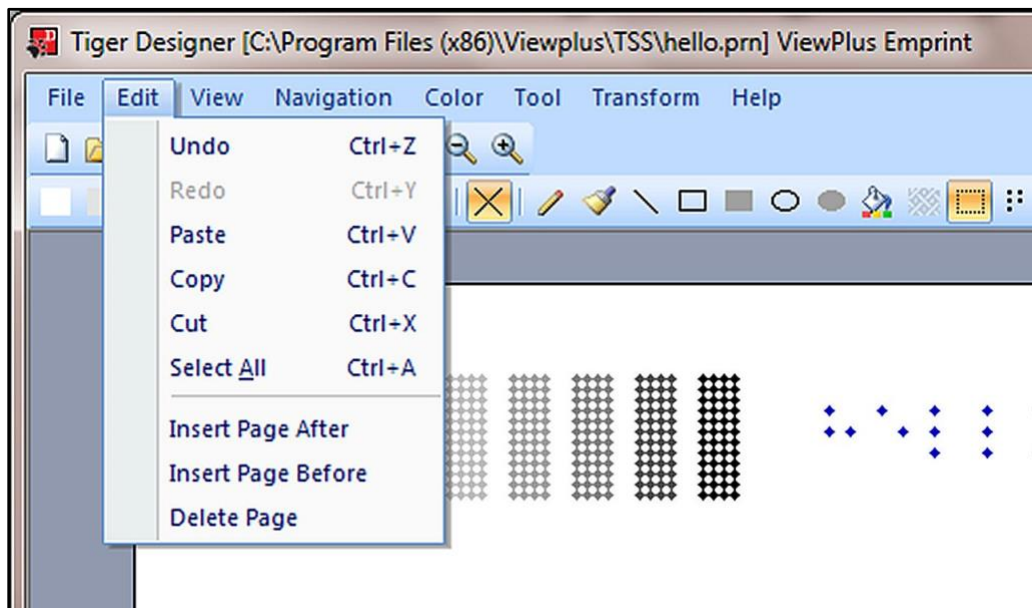 Tiger Designer [C:\Program Files (x86)\Viewplus\TSS\hello.prn] ViewPlus Emprint
File Edit View Navigation Color Tool Transform Help
Undo Ctrl+Z
Redo Ctrl+Y
Paste Ctrl+V
Copy Ctrl+C
Cut Ctrl+X
Select All Ctrl+A
Insert Page After
Insert Page Before
Delete Page